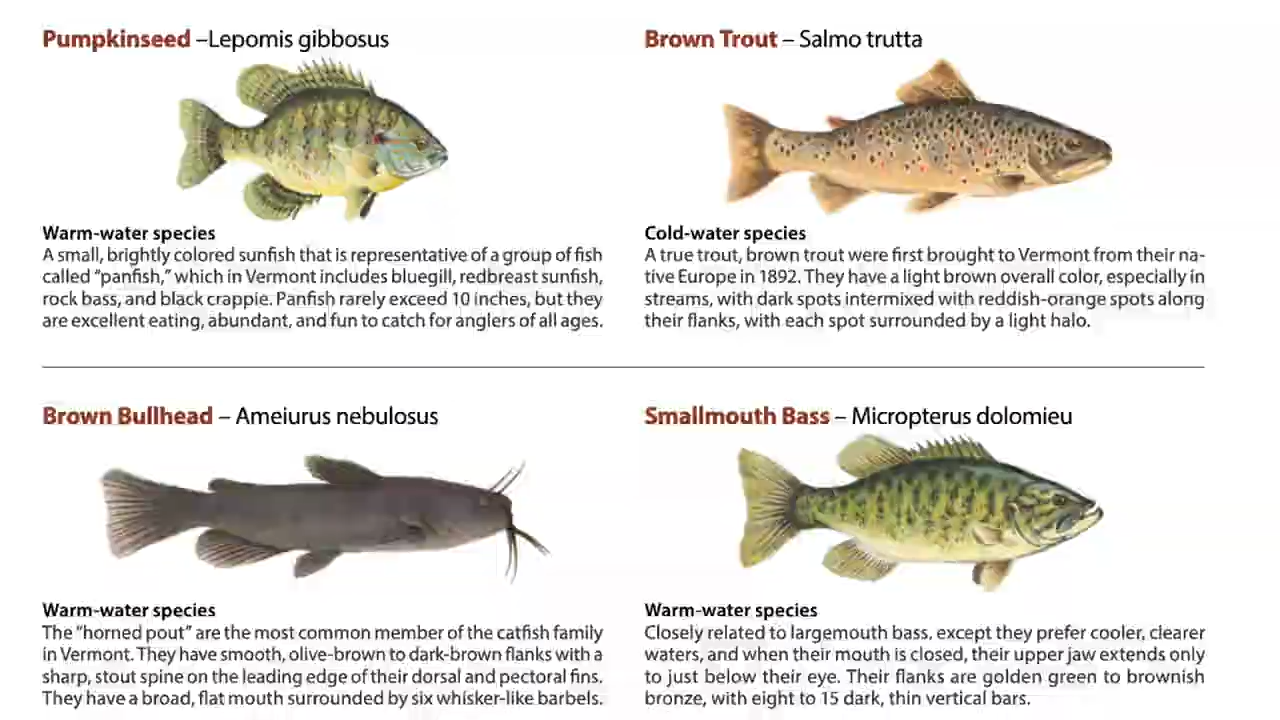 Pumpkinseed –Lepomis gibbosus
Warm-water species
A small, brightly colored sunfish that is representative of a group of fish
called “panfish,” which in Vermont includes bluegill, redbreast sunfish,
rock bass, and black crappie. Panfish rarely exceed 10 inches, but they
are excellent eating, abundant, and fun to catch for anglers of all ages.
Brown Trout – Salmo trutta
Cold-water species
A true trout, brown trout were first brought to Vermont from their na-
tive Europe in 1892. They have a light brown overall color, especially in
streams, with dark spots intermixed with reddish-orange spots along
their flanks, with each spot surrounded by a light halo.
Brown Bullhead – Ameiurus nebulosus
Warm-water species
The “horned pout” are the most common member of the catfish family
in Vermont. They have smooth, olive-brown to dark-brown flanks with a
sharp, stout spine on the leading edge of their dorsal and pectoral fins.
They have a broad, flat mouth surrounded by six whisker-like barbels.
Smallmouth Bass – Micropterus dolomieu
Warm-water species
Closely related to largemouth bass, except they prefer cooler, clearer
waters, and when their mouth is closed, their upper jaw extends only
to just below their eye. Their flanks are golden green to brownish
bronze, with eight to 15 dark, thin vertical bars.